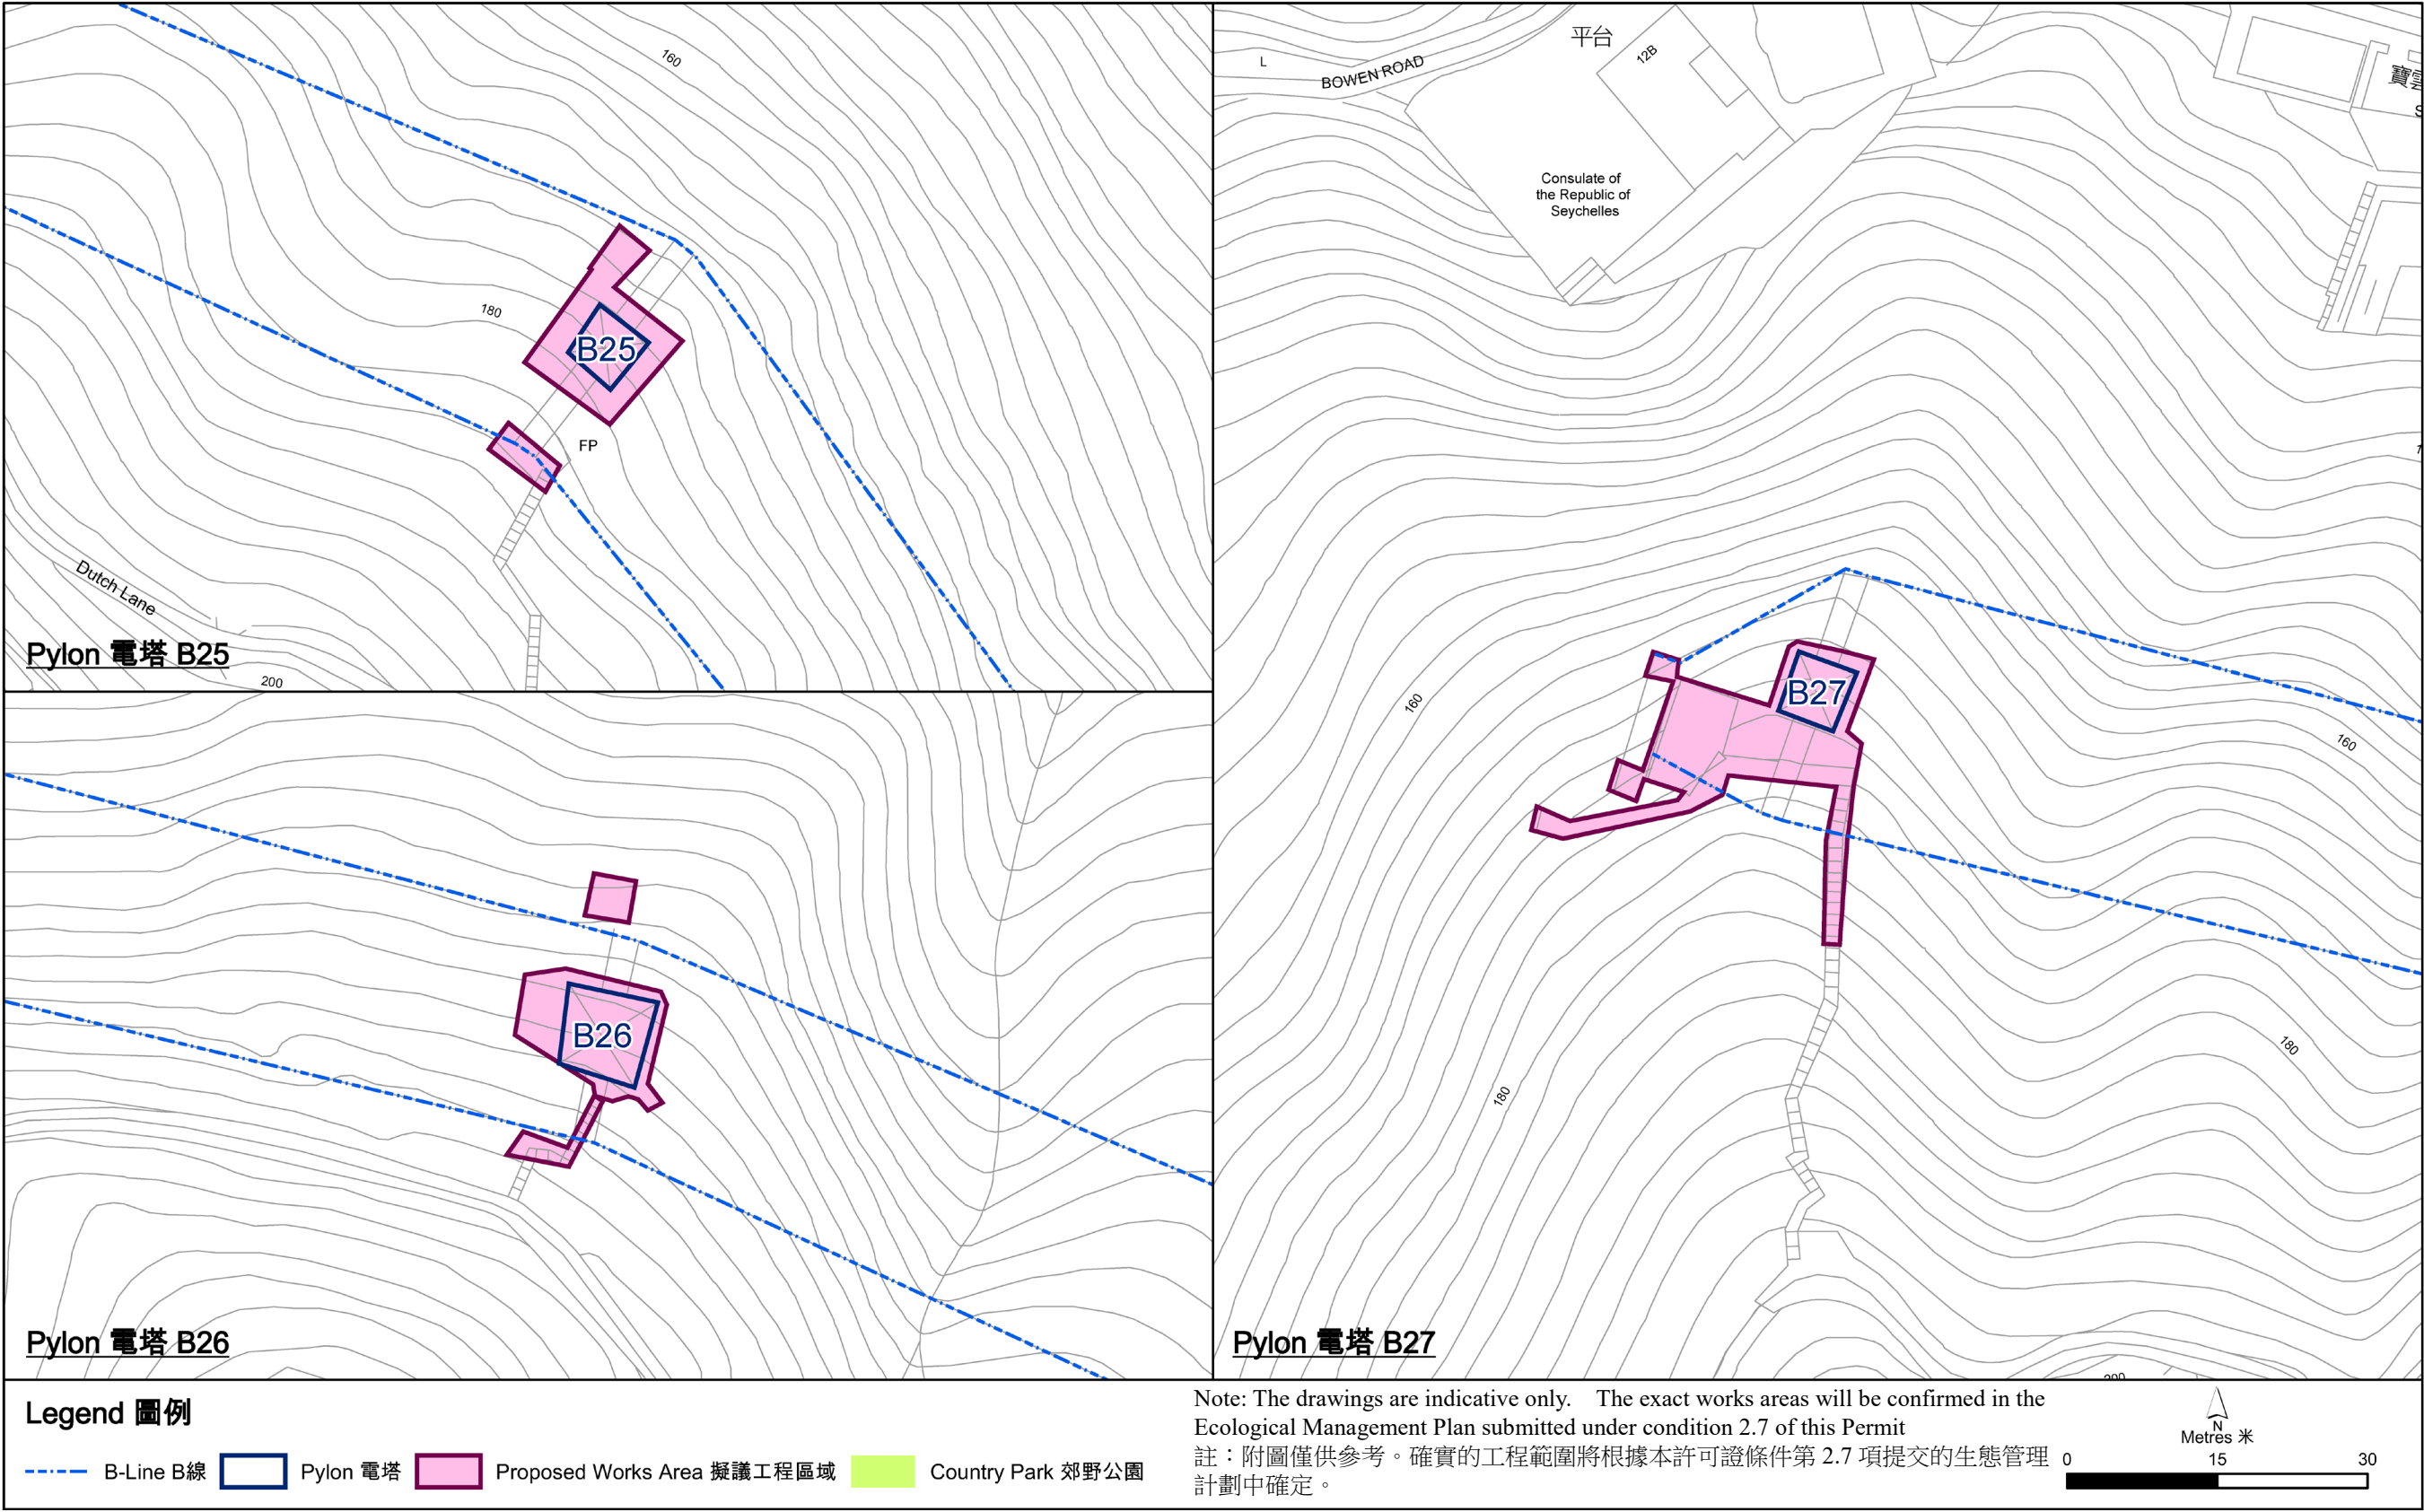 160
180
B25
FP
Dutch Lane
Pylon 電塔 B25
200
B26
Pylon 電塔 B26
平台
12B
L
BOWEN ROAD
Consulate of
the Republic of
Seychelles
寶雲
S
160
B27
160
180
180
Pylon 電塔 B27
Legend 圖例
B-Line B線
Pylon 電塔
Proposed Works Area 擬議工程區域
Country Park 郊野公園
Note: The drawings are indicative only. The exact works areas will be confirmed in the
Ecological Management Plan submitted under condition 2.7 of this Permit
註：附圖僅供參考。確實的工程範圍將根據本許可證條件第 2.7 項提交的生態管理
計劃中確定。
N
Metres 米
0 15 30